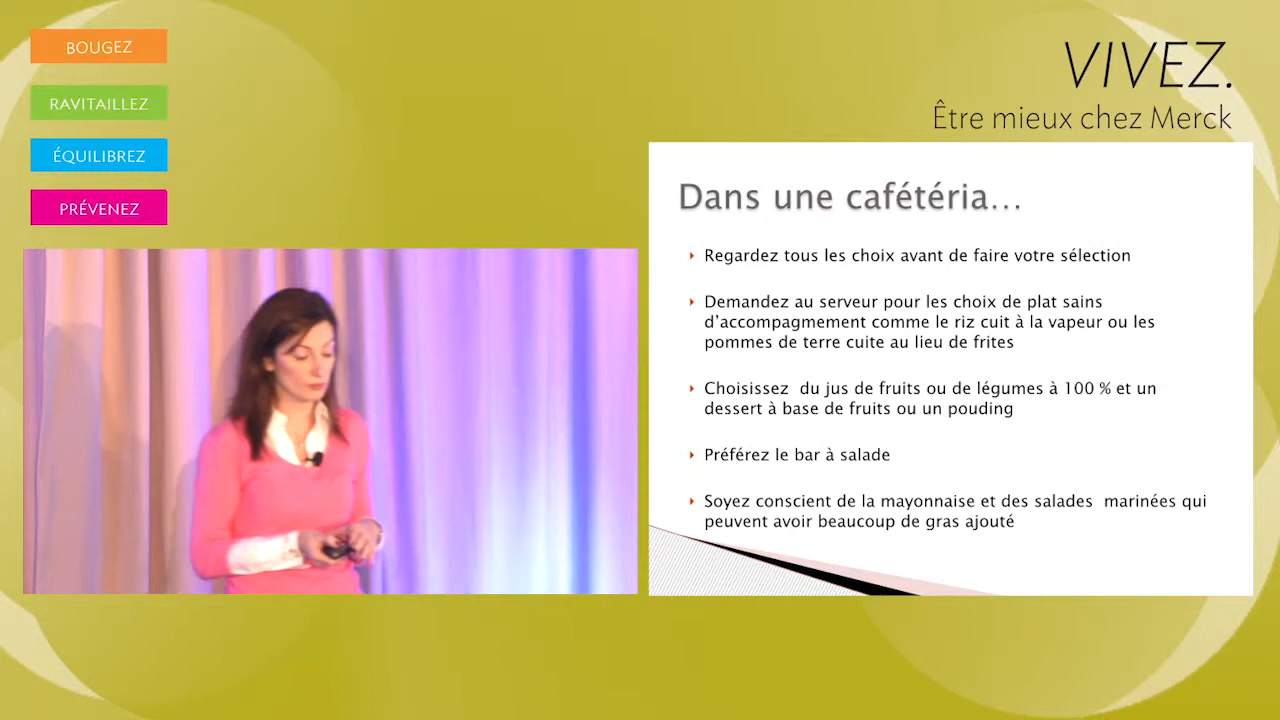 BOUGEZ
RAVITAILLEZ
ÉQUILIBREZ
PRÉVENEZ
VIVEZ.
Être mieux chez Merck
Dans une cafétéria...
Regardez tous les choix avant de faire votre sélection
Demandez au serveur pour les choix de plat sains
d’accompagmement comme le riz cuit à la vapeur ou les
pommes de terre cuite au lieu de frites
Choisissez du jus de fruits ou de légumes à 100 % et un
dessert à base de fruits ou un pouding
Préférez le bar à salade
Soyez conscient de la mayonnaise et des salades marinées qui
peuvent avoir beaucoup de gras ajouté